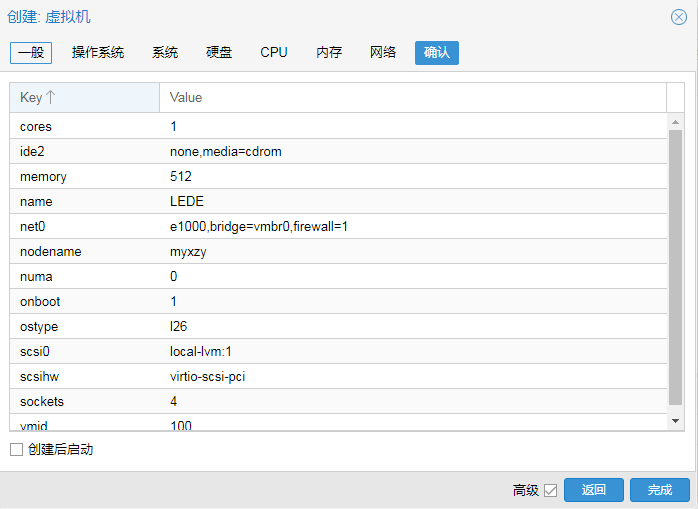 创建: 虚拟机
一般 操作系统 系统 硬盘 CPU 内存 网络 确认
Key Value
cores 1
ide2 none,media=cdrom
memory 512
name LEDE
net0 e1000,bridge=vmbr0,firewall=1
nodename myxzy
numa 0
onboot 1
ostype l26
scsi0 local-lvm:1
scsihw virtio-scsi-pci
sockets 4
vmid 100
创建后启动
高级 返回 完成